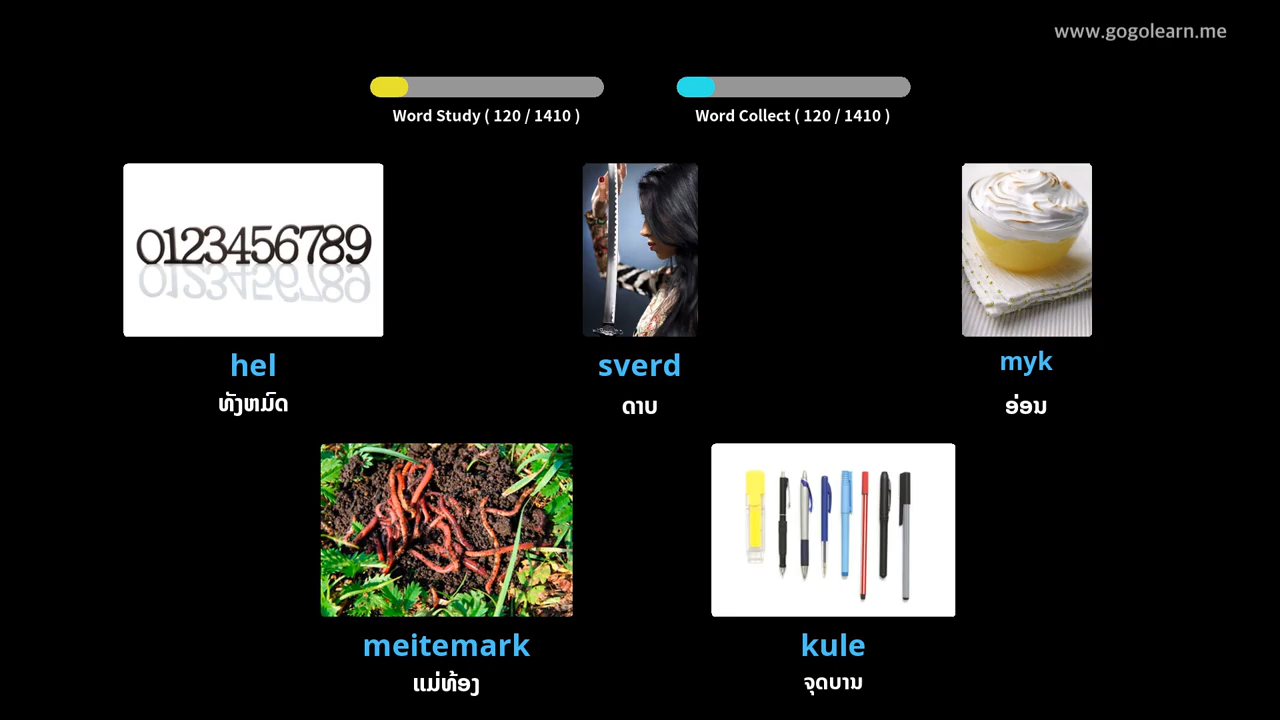 www.gogolearn.me
Word Study ( 120 / 1410 )
Word Collect ( 120 / 1410 )
0123456789
hel
sverd
myk
ທັງຫມົດ
ດາບ
ອ່ອນ
meitemark
kule
ແມ່ທ້ອງ
ຈຸດບານ